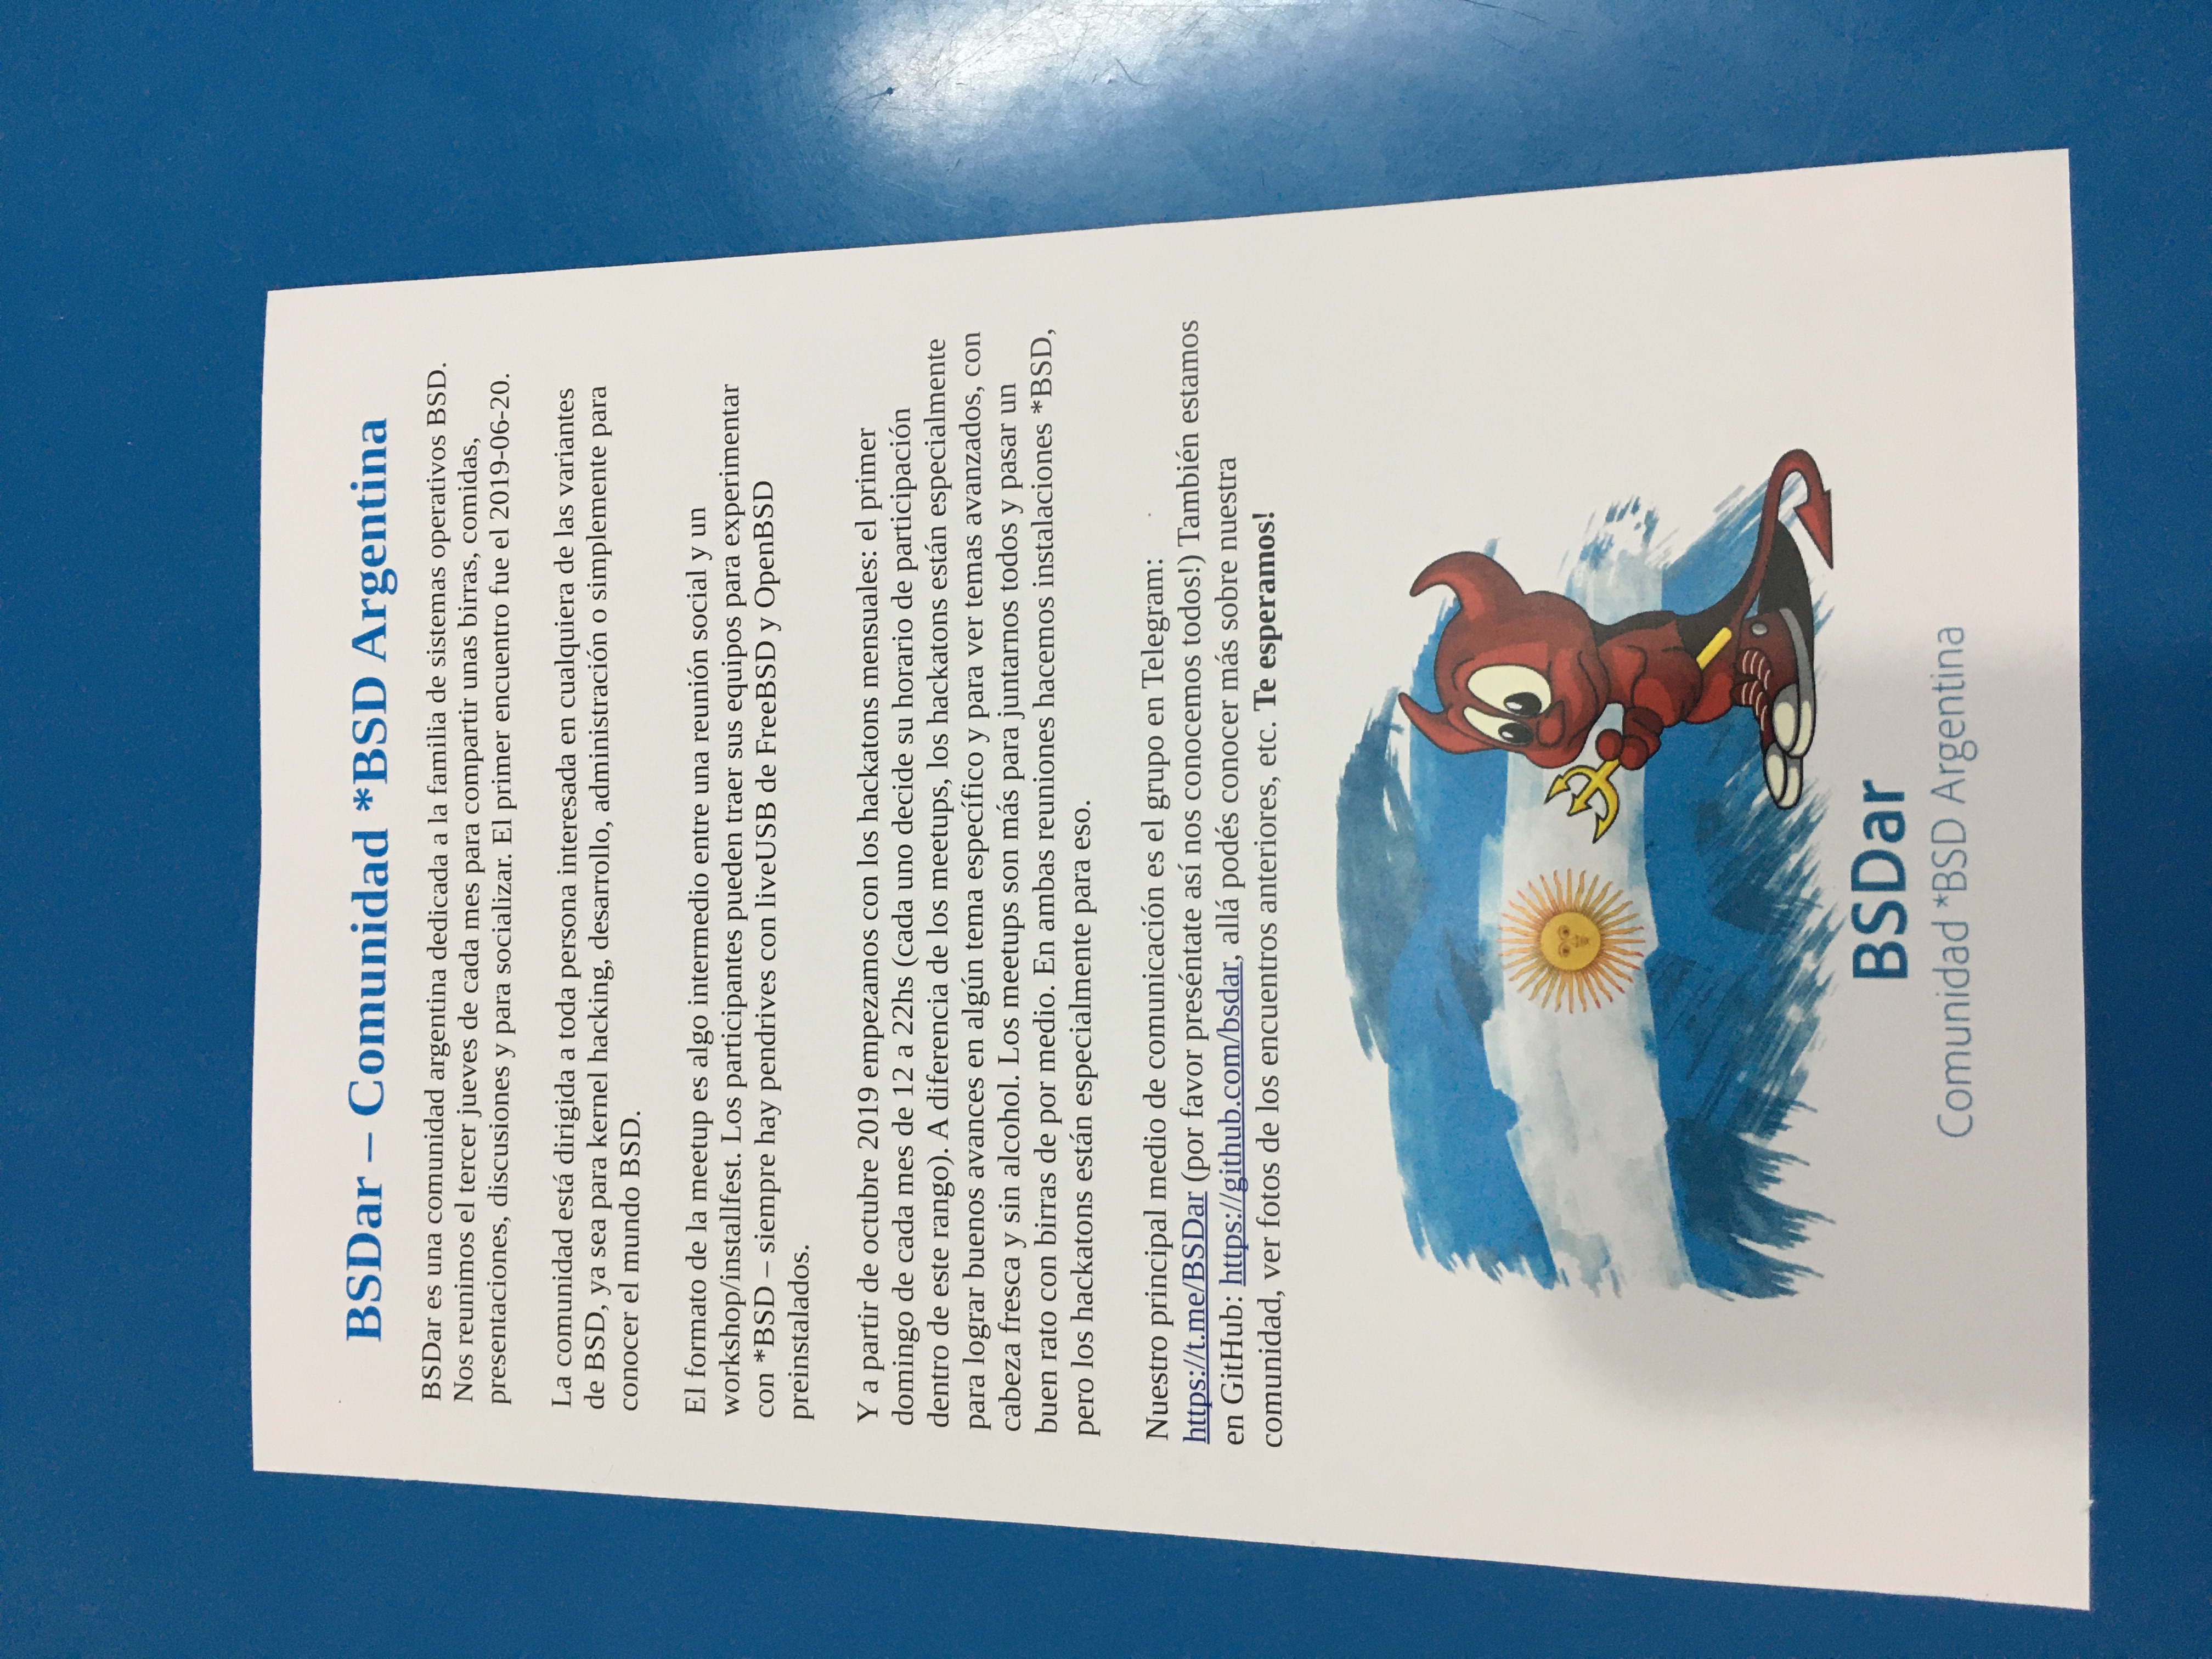 BSDar – Comunidad *BSD Argentina
BSDar es una comunidad argentina dedicada a la familia de sistemas operativos BSD.
Nos reunimos el tercer jueves de cada mes para compartir unas birras, comidas,
presentaciones, discusiones y para socializar. El primer encuentro fue el 2019-06-20.
La comunidad está dirigida a toda persona interesada en cualquiera de las variantes
de BSD, ya sea para kernel hacking, desarrollo, administración o simplemente para
conocer el mundo BSD.
El formato de la meetup es algo intermedio entre una reunión social y un
workshop/installfest. Los participantes pueden traer sus equipos para experimentar
con *BSD – siempre hay pendrives con liveUSB de FreeBSD y OpenBSD
preinstalados.
Y a partir de octubre 2019 empezamos con los hackatons mensuales: el primer
domingo de cada mes de 12 a 22hs (cada uno decide su horario de participación
dentro de este rango). A diferencia de los meetups, los hackatons están especialmente
para lograr buenos avances en algún tema específico y para ver temas avanzados, con
cabeza fresca y sin alcohol. Los meetups son más para juntarnos todos y pasar un
buen rato con birras de por medio. En ambas reuniones hacemos instalaciones *BSD,
pero los hackatons están especialmente para eso.
Nuestro principal medio de comunicación es el grupo en Telegram:
https://t.me/BSDar (por favor preséntate así nos conocemos todos!) También estamos
en GitHub: https://github.com/bsdar, allá podés conocer más sobre nuestra
comunidad, ver fotos de los encuentros anteriores, etc. Te esperamos!
BSDar
Comunidad *BSD Argentina